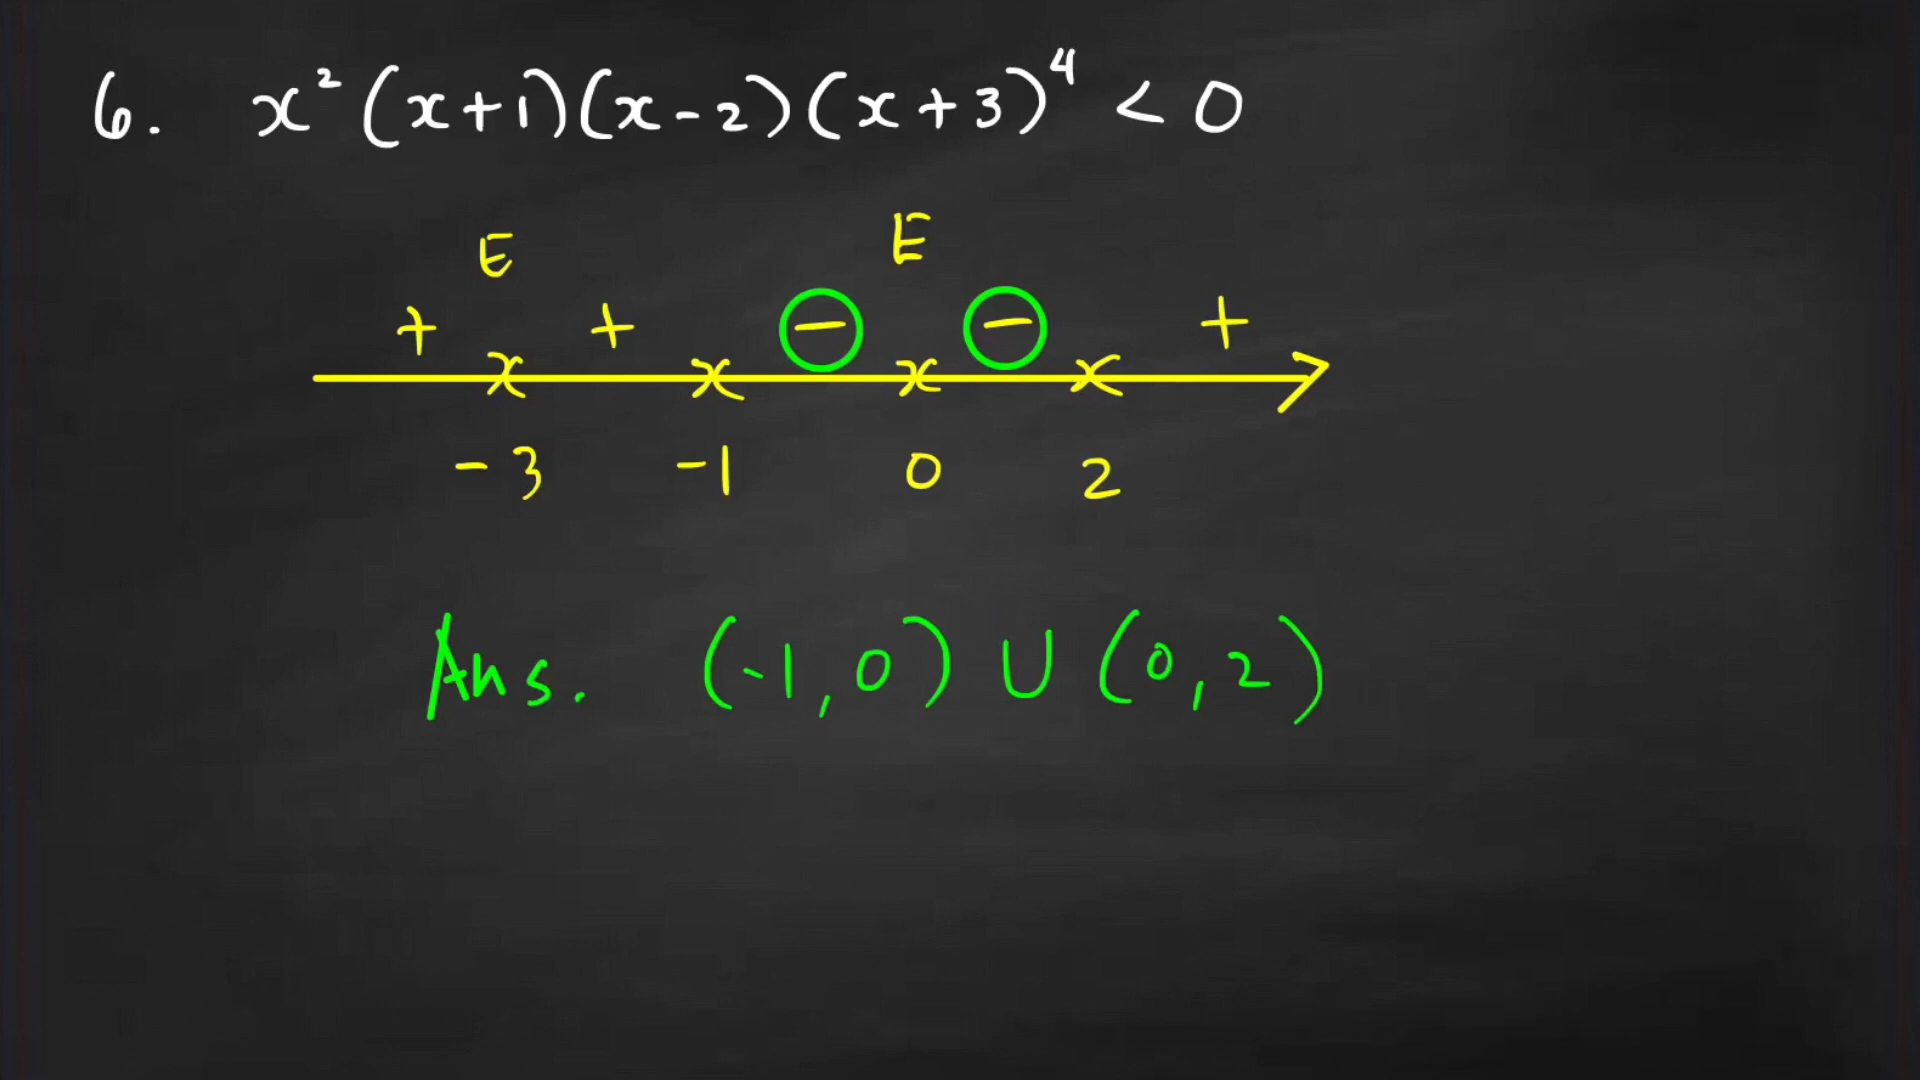 6. x²(x+1)(x-2)(x+3)⁴ < 0
E E
+ + - - +
x x x x
-3 -1 0 2
Ans. (-1,0) ∪ (0,2)